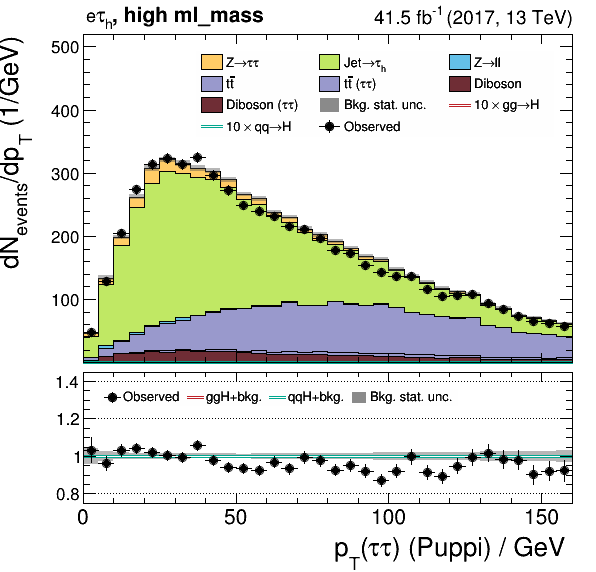 eτh, high ml_mass 41.5 fb⁻¹ (2017, 13 TeV)
dN_events/dp_T (1/GeV)
500
400
300
200
100
Z→ττ Jet→τh Z→ll
tt̄ tt̄ (ττ) Diboson
Diboson (ττ) Bkg. stat. unc. 10 × gg→H
10 × qq→H Observed
1.4
1.2
1
0.8
Observed ggH+bkg. qqH+bkg. Bkg. stat. unc.
0 50 100 150
p_T(ττ) (Puppi) / GeV